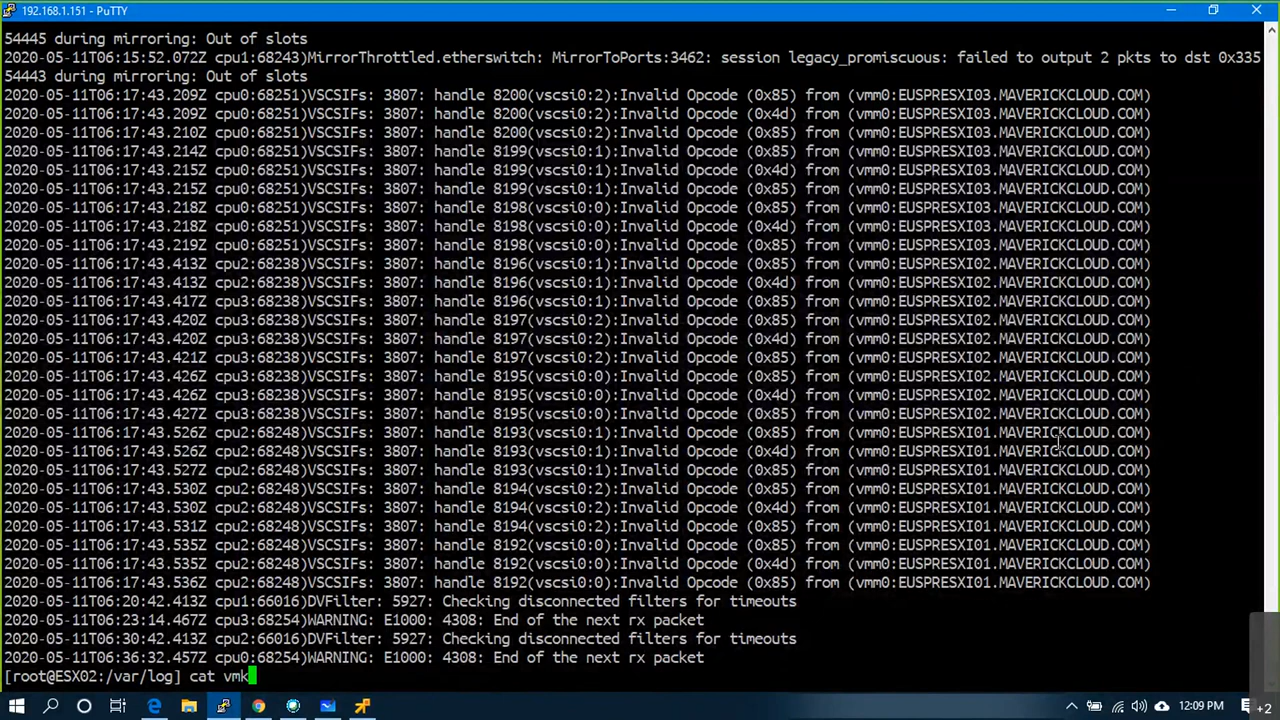 192.168.1.151 - PuTTY
54445 during mirroring: Out of slots
2020-05-11T06:15:52.072Z cpu1:68243)MirrorThrottled.etherswitch: MirrorToPorts:3462: session legacy_promiscuous: failed to output 2 pkts to dst 0x335
54443 during mirroring: Out of slots
2020-05-11T06:17:43.209Z cpu0:68251)VSCSIFs: 3807: handle 8200(vscsi0:2):Invalid Opcode (0x85) from (vmm0:EUSPRESXI03.MAVERICKCLOUD.COM)
2020-05-11T06:17:43.209Z cpu0:68251)VSCSIFs: 3807: handle 8200(vscsi0:2):Invalid Opcode (0x4d) from (vmm0:EUSPRESXI03.MAVERICKCLOUD.COM)
2020-05-11T06:17:43.210Z cpu0:68251)VSCSIFs: 3807: handle 8200(vscsi0:2):Invalid Opcode (0x85) from (vmm0:EUSPRESXI03.MAVERICKCLOUD.COM)
2020-05-11T06:17:43.214Z cpu0:68251)VSCSIFs: 3807: handle 8199(vscsi0:1):Invalid Opcode (0x85) from (vmm0:EUSPRESXI03.MAVERICKCLOUD.COM)
2020-05-11T06:17:43.215Z cpu0:68251)VSCSIFs: 3807: handle 8199(vscsi0:1):Invalid Opcode (0x4d) from (vmm0:EUSPRESXI03.MAVERICKCLOUD.COM)
2020-05-11T06:17:43.215Z cpu0:68251)VSCSIFs: 3807: handle 8199(vscsi0:1):Invalid Opcode (0x85) from (vmm0:EUSPRESXI03.MAVERICKCLOUD.COM)
2020-05-11T06:17:43.218Z cpu0:68251)VSCSIFs: 3807: handle 8198(vscsi0:0):Invalid Opcode (0x85) from (vmm0:EUSPRESXI03.MAVERICKCLOUD.COM)
2020-05-11T06:17:43.218Z cpu0:68251)VSCSIFs: 3807: handle 8198(vscsi0:0):Invalid Opcode (0x4d) from (vmm0:EUSPRESXI03.MAVERICKCLOUD.COM)
2020-05-11T06:17:43.219Z cpu0:68251)VSCSIFs: 3807: handle 8198(vscsi0:0):Invalid Opcode (0x85) from (vmm0:EUSPRESXI03.MAVERICKCLOUD.COM)
2020-05-11T06:17:43.413Z cpu2:68238)VSCSIFs: 3807: handle 8196(vscsi0:1):Invalid Opcode (0x85) from (vmm0:EUSPRESXI02.MAVERICKCLOUD.COM)
2020-05-11T06:17:43.413Z cpu2:68238)VSCSIFs: 3807: handle 8196(vscsi0:1):Invalid Opcode (0x4d) from (vmm0:EUSPRESXI02.MAVERICKCLOUD.COM)
2020-05-11T06:17:43.417Z cpu3:68238)VSCSIFs: 3807: handle 8196(vscsi0:1):Invalid Opcode (0x85) from (vmm0:EUSPRESXI02.MAVERICKCLOUD.COM)
2020-05-11T06:17:43.420Z cpu3:68238)VSCSIFs: 3807: handle 8197(vscsi0:2):Invalid Opcode (0x85) from (vmm0:EUSPRESXI02.MAVERICKCLOUD.COM)
2020-05-11T06:17:43.420Z cpu3:68238)VSCSIFs: 3807: handle 8197(vscsi0:2):Invalid Opcode (0x4d) from (vmm0:EUSPRESXI02.MAVERICKCLOUD.COM)
2020-05-11T06:17:43.421Z cpu3:68238)VSCSIFs: 3807: handle 8197(vscsi0:2):Invalid Opcode (0x85) from (vmm0:EUSPRESXI02.MAVERICKCLOUD.COM)
2020-05-11T06:17:43.426Z cpu3:68238)VSCSIFs: 3807: handle 8195(vscsi0:0):Invalid Opcode (0x85) from (vmm0:EUSPRESXI02.MAVERICKCLOUD.COM)
2020-05-11T06:17:43.426Z cpu3:68238)VSCSIFs: 3807: handle 8195(vscsi0:0):Invalid Opcode (0x4d) from (vmm0:EUSPRESXI02.MAVERICKCLOUD.COM)
2020-05-11T06:17:43.427Z cpu3:68238)VSCSIFs: 3807: handle 8195(vscsi0:0):Invalid Opcode (0x85) from (vmm0:EUSPRESXI02.MAVERICKCLOUD.COM)
2020-05-11T06:17:43.526Z cpu2:68248)VSCSIFs: 3807: handle 8193(vscsi0:1):Invalid Opcode (0x85) from (vmm0:EUSPRESXI01.MAVERICKCLOUD.COM)
2020-05-11T06:17:43.526Z cpu2:68248)VSCSIFs: 3807: handle 8193(vscsi0:1):Invalid Opcode (0x4d) from (vmm0:EUSPRESXI01.MAVERICKCLOUD.COM)
2020-05-11T06:17:43.527Z cpu2:68248)VSCSIFs: 3807: handle 8193(vscsi0:1):Invalid Opcode (0x85) from (vmm0:EUSPRESXI01.MAVERICKCLOUD.COM)
2020-05-11T06:17:43.530Z cpu2:68248)VSCSIFs: 3807: handle 8194(vscsi0:2):Invalid Opcode (0x85) from (vmm0:EUSPRESXI01.MAVERICKCLOUD.COM)
2020-05-11T06:17:43.530Z cpu2:68248)VSCSIFs: 3807: handle 8194(vscsi0:2):Invalid Opcode (0x4d) from (vmm0:EUSPRESXI01.MAVERICKCLOUD.COM)
2020-05-11T06:17:43.531Z cpu2:68248)VSCSIFs: 3807: handle 8194(vscsi0:2):Invalid Opcode (0x85) from (vmm0:EUSPRESXI01.MAVERICKCLOUD.COM)
2020-05-11T06:17:43.535Z cpu2:68248)VSCSIFs: 3807: handle 8192(vscsi0:0):Invalid Opcode (0x85) from (vmm0:EUSPRESXI01.MAVERICKCLOUD.COM)
2020-05-11T06:17:43.535Z cpu2:68248)VSCSIFs: 3807: handle 8192(vscsi0:0):Invalid Opcode (0x4d) from (vmm0:EUSPRESXI01.MAVERICKCLOUD.COM)
2020-05-11T06:17:43.536Z cpu2:68248)VSCSIFs: 3807: handle 8192(vscsi0:0):Invalid Opcode (0x85) from (vmm0:EUSPRESXI01.MAVERICKCLOUD.COM)
2020-05-11T06:20:42.413Z cpu1:66016)DVFilter: 5927: Checking disconnected filters for timeouts
2020-05-11T06:23:14.467Z cpu3:68254)WARNING: E1000: 4308: End of the next rx packet
2020-05-11T06:30:42.413Z cpu2:66016)DVFilter: 5927: Checking disconnected filters for timeouts
2020-05-11T06:36:32.457Z cpu0:68254)WARNING: E1000: 4308: End of the next rx packet
[root@ESX02:/var/log] cat vmk
12:09 PM
+2